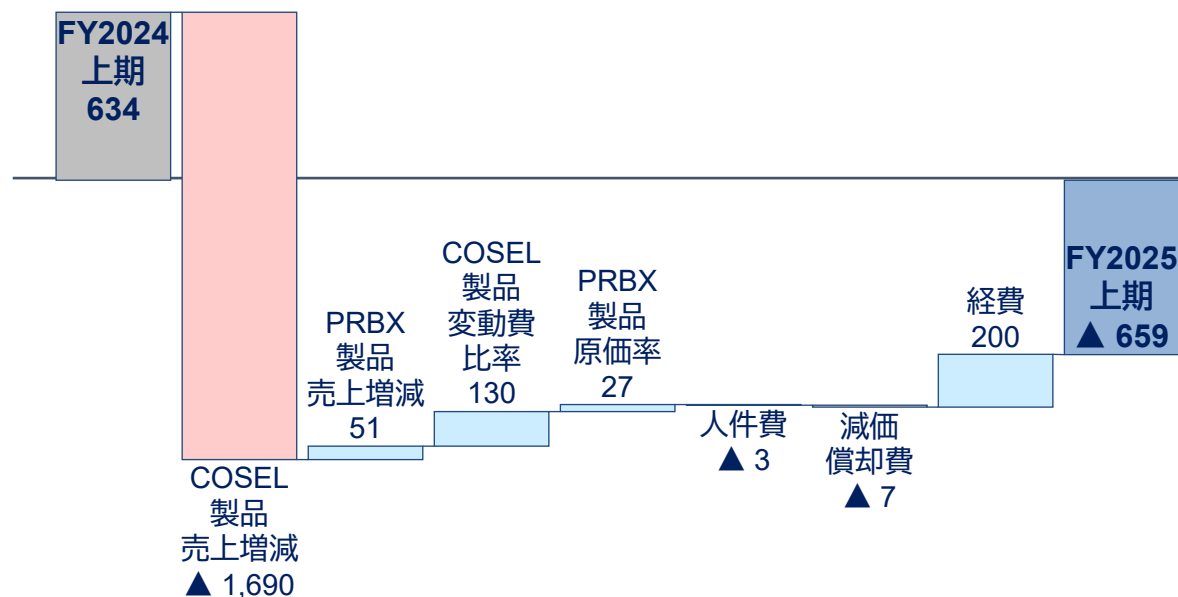 FY2024
上期
634
COSEL
製品
売上増減
▲ 1,690
PRBX
製品
売上増減
51
COSEL
製品
変動費
比率
130
PRBX
製品
原価率
27
人件費
▲ 3
減価
償却費
▲ 7
経費
200
FY2025
上期
▲ 659